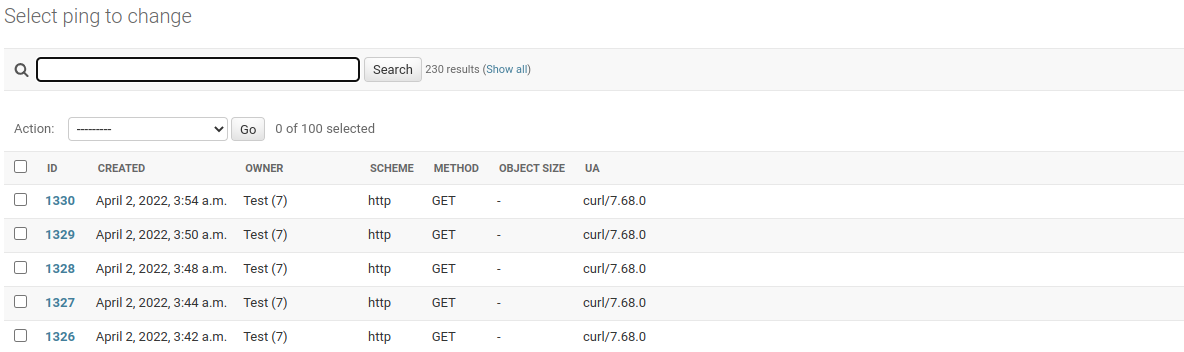 Select ping to change
Search 230 results (Show all)
Action: --------- Go 0 of 100 selected
ID CREATED OWNER SCHEME METHOD OBJECT SIZE UA
1330 April 2, 2022, 3:54 a.m. Test (7) http GET - curl/7.68.0
1329 April 2, 2022, 3:50 a.m. Test (7) http GET - curl/7.68.0
1328 April 2, 2022, 3:48 a.m. Test (7) http GET - curl/7.68.0
1327 April 2, 2022, 3:44 a.m. Test (7) http GET - curl/7.68.0
1326 April 2, 2022, 3:42 a.m. Test (7) http GET - curl/7.68.0